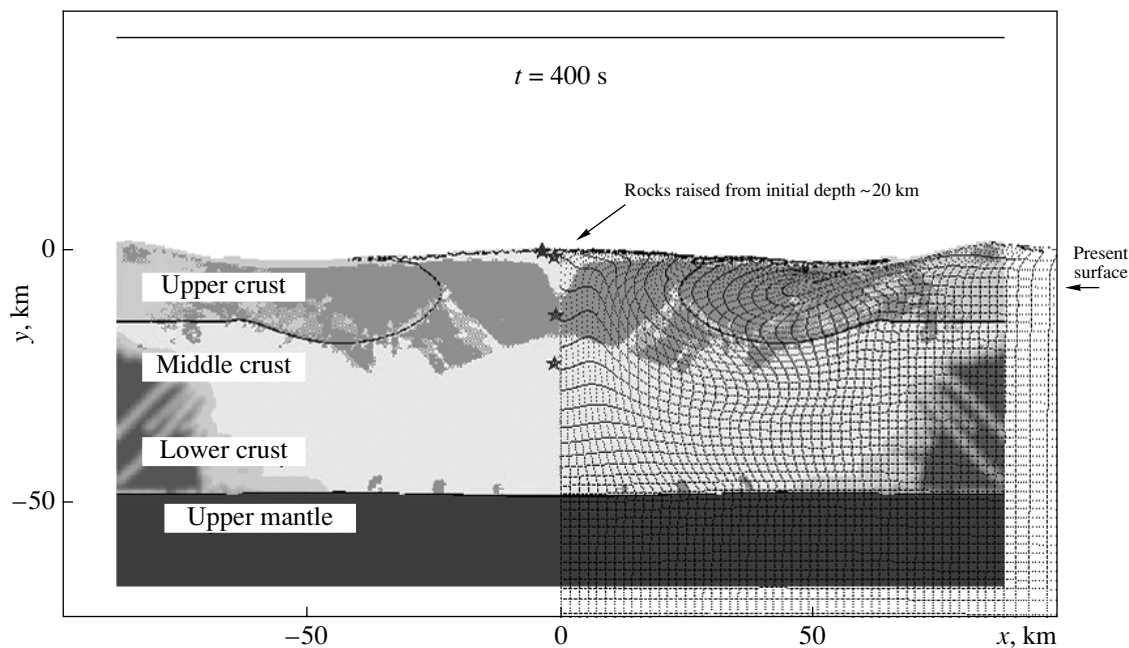 t = 400 s
Rocks raised from initial depth ~20 km
0
Present
surface
Upper crust
y, km
Middle crust
Lower crust
−50
Upper mantle
−50
0
50
x, km